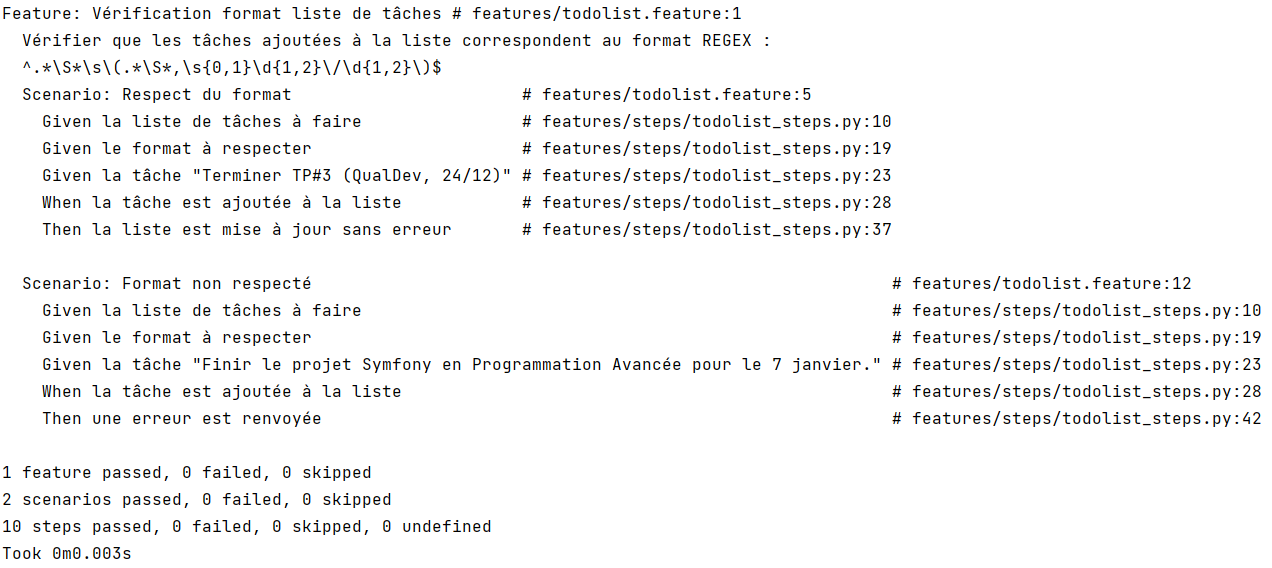 Feature: Vérification format liste de tâches # features/todolist.feature:1
  Vérifier que les tâches ajoutées à la liste correspondent au format REGEX :
  ^.*\S*\s\(.*\S*,\s{0,1}\d{1,2}\/\d{1,2}\)$
  Scenario: Respect du format                       # features/todolist.feature:5
    Given la liste de tâches à faire                # features/steps/todolist_steps.py:10
    Given le format à respecter                     # features/steps/todolist_steps.py:19
    Given la tâche "Terminer TP#3 (QualDev, 24/12)" # features/steps/todolist_steps.py:23
    When la tâche est ajoutée à la liste            # features/steps/todolist_steps.py:28
    Then la liste est mise à jour sans erreur       # features/steps/todolist_steps.py:37

  Scenario: Format non respecté                                                          # features/todolist.feature:12
    Given la liste de tâches à faire                                                     # features/steps/todolist_steps.py:10
    Given le format à respecter                                                          # features/steps/todolist_steps.py:19
    Given la tâche "Finir le projet Symfony en Programmation Avancée pour le 7 janvier." # features/steps/todolist_steps.py:23
    When la tâche est ajoutée à la liste                                                 # features/steps/todolist_steps.py:28
    Then une erreur est renvoyée                                                         # features/steps/todolist_steps.py:42

1 feature passed, 0 failed, 0 skipped
2 scenarios passed, 0 failed, 0 skipped
10 steps passed, 0 failed, 0 skipped, 0 undefined
Took 0m0.003s